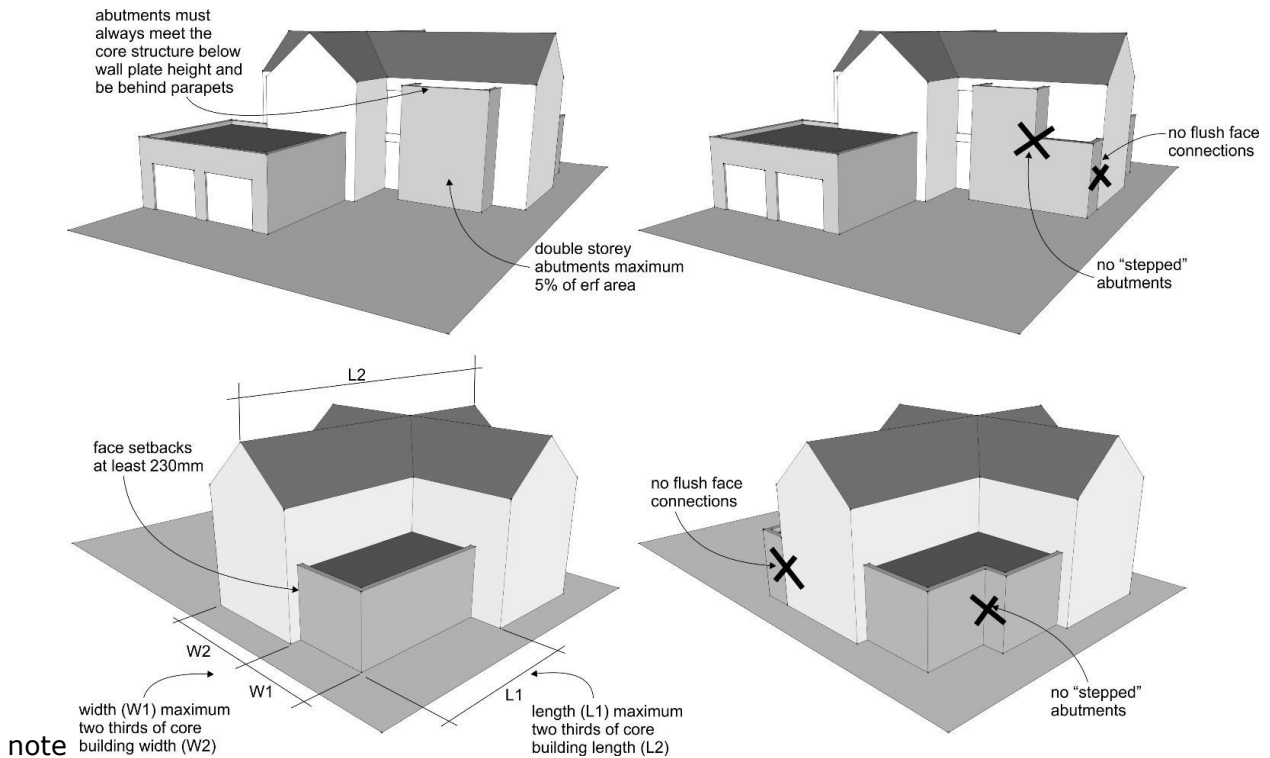 abutments must
always meet the
core structure below
wall plate height and
be behind parapets
double storey
abutments maximum
5% of erf area
no flush face
connections
no “stepped”
abutments
L2
face setbacks
at least 230mm
W2
W1
L1
width (W1) maximum
two thirds of core
building width (W2)
length (L1) maximum
two thirds of core
building length (L2)
no flush face
connections
no “stepped”
abutments
note